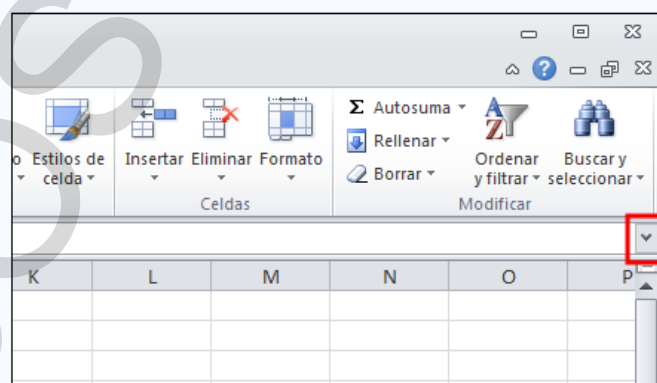 Σ Autosuma
Rellenar
Borrar
Estilos de
celda
Insertar Eliminar Formato
Ordenar
y filtrar
Buscar y
seleccionar
Celdas
Modificar
K L M N O P